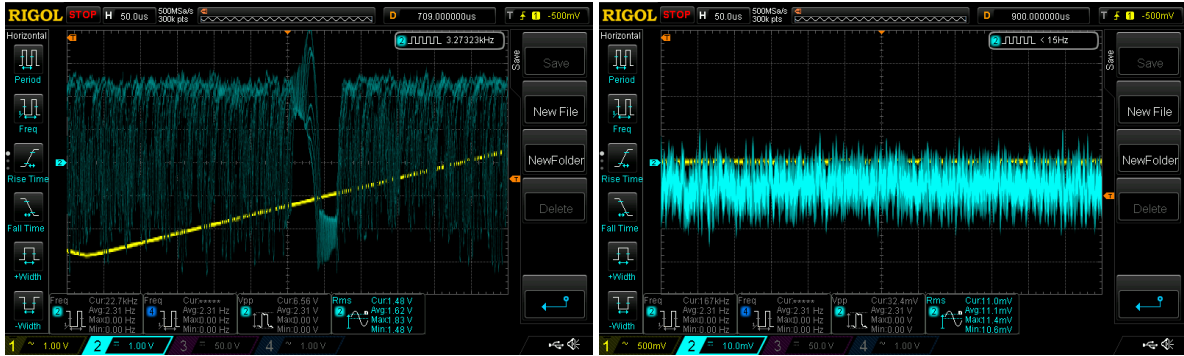 RIGOL STOP H 50.0us 500MSa/s 300k pts D 709.000000us T 1 -500mV
Horizontal
2 3.27323kHz
Save
Save
Period
New File
Freq
NewFolder
Rise Time
Delete
Fall Time
+Width
-Width
Freq Cur:22.7kHz Avg:2.31 Hz Max:0.00 Hz Min:0.00 Hz
Freq Cur:***** Avg:2.31 Hz Max:0.00 Hz Min:0.00 Hz
Vpp Cur:6.56 V Avg:2.31 V Max:0.00 V Min:0.00 V
Rms Cur:1.48 V Avg:1.62 V Max:1.83 V Min:1.48 V
1 ~ 1.00 V 2 = 1.00 V 3 = 50.0 V 4 ~ 1.00 V
RIGOL STOP H 50.0us 500MSa/s 300k pts D 900.000000us T 1 -500mV
Horizontal
2 < 15Hz
Save
Save
Period
New File
Freq
NewFolder
Rise Time
Delete
Fall Time
+Width
-Width
Freq Cur:167kHz Avg:2.31 Hz Max:0.00 Hz Min:0.00 Hz
Freq Cur:***** Avg:2.31 Hz Max:0.00 Hz Min:0.00 Hz
Vpp Cur:32.4mV Avg:2.31 V Max:0.00 V Min:0.00 V
Rms Cur:11.0mV Avg:11.1mV Max:11.4mV Min:10.6mV
1 ~ 500mV 2 = 10.0mV 3 = 50.0 V 4 ~ 1.00 V